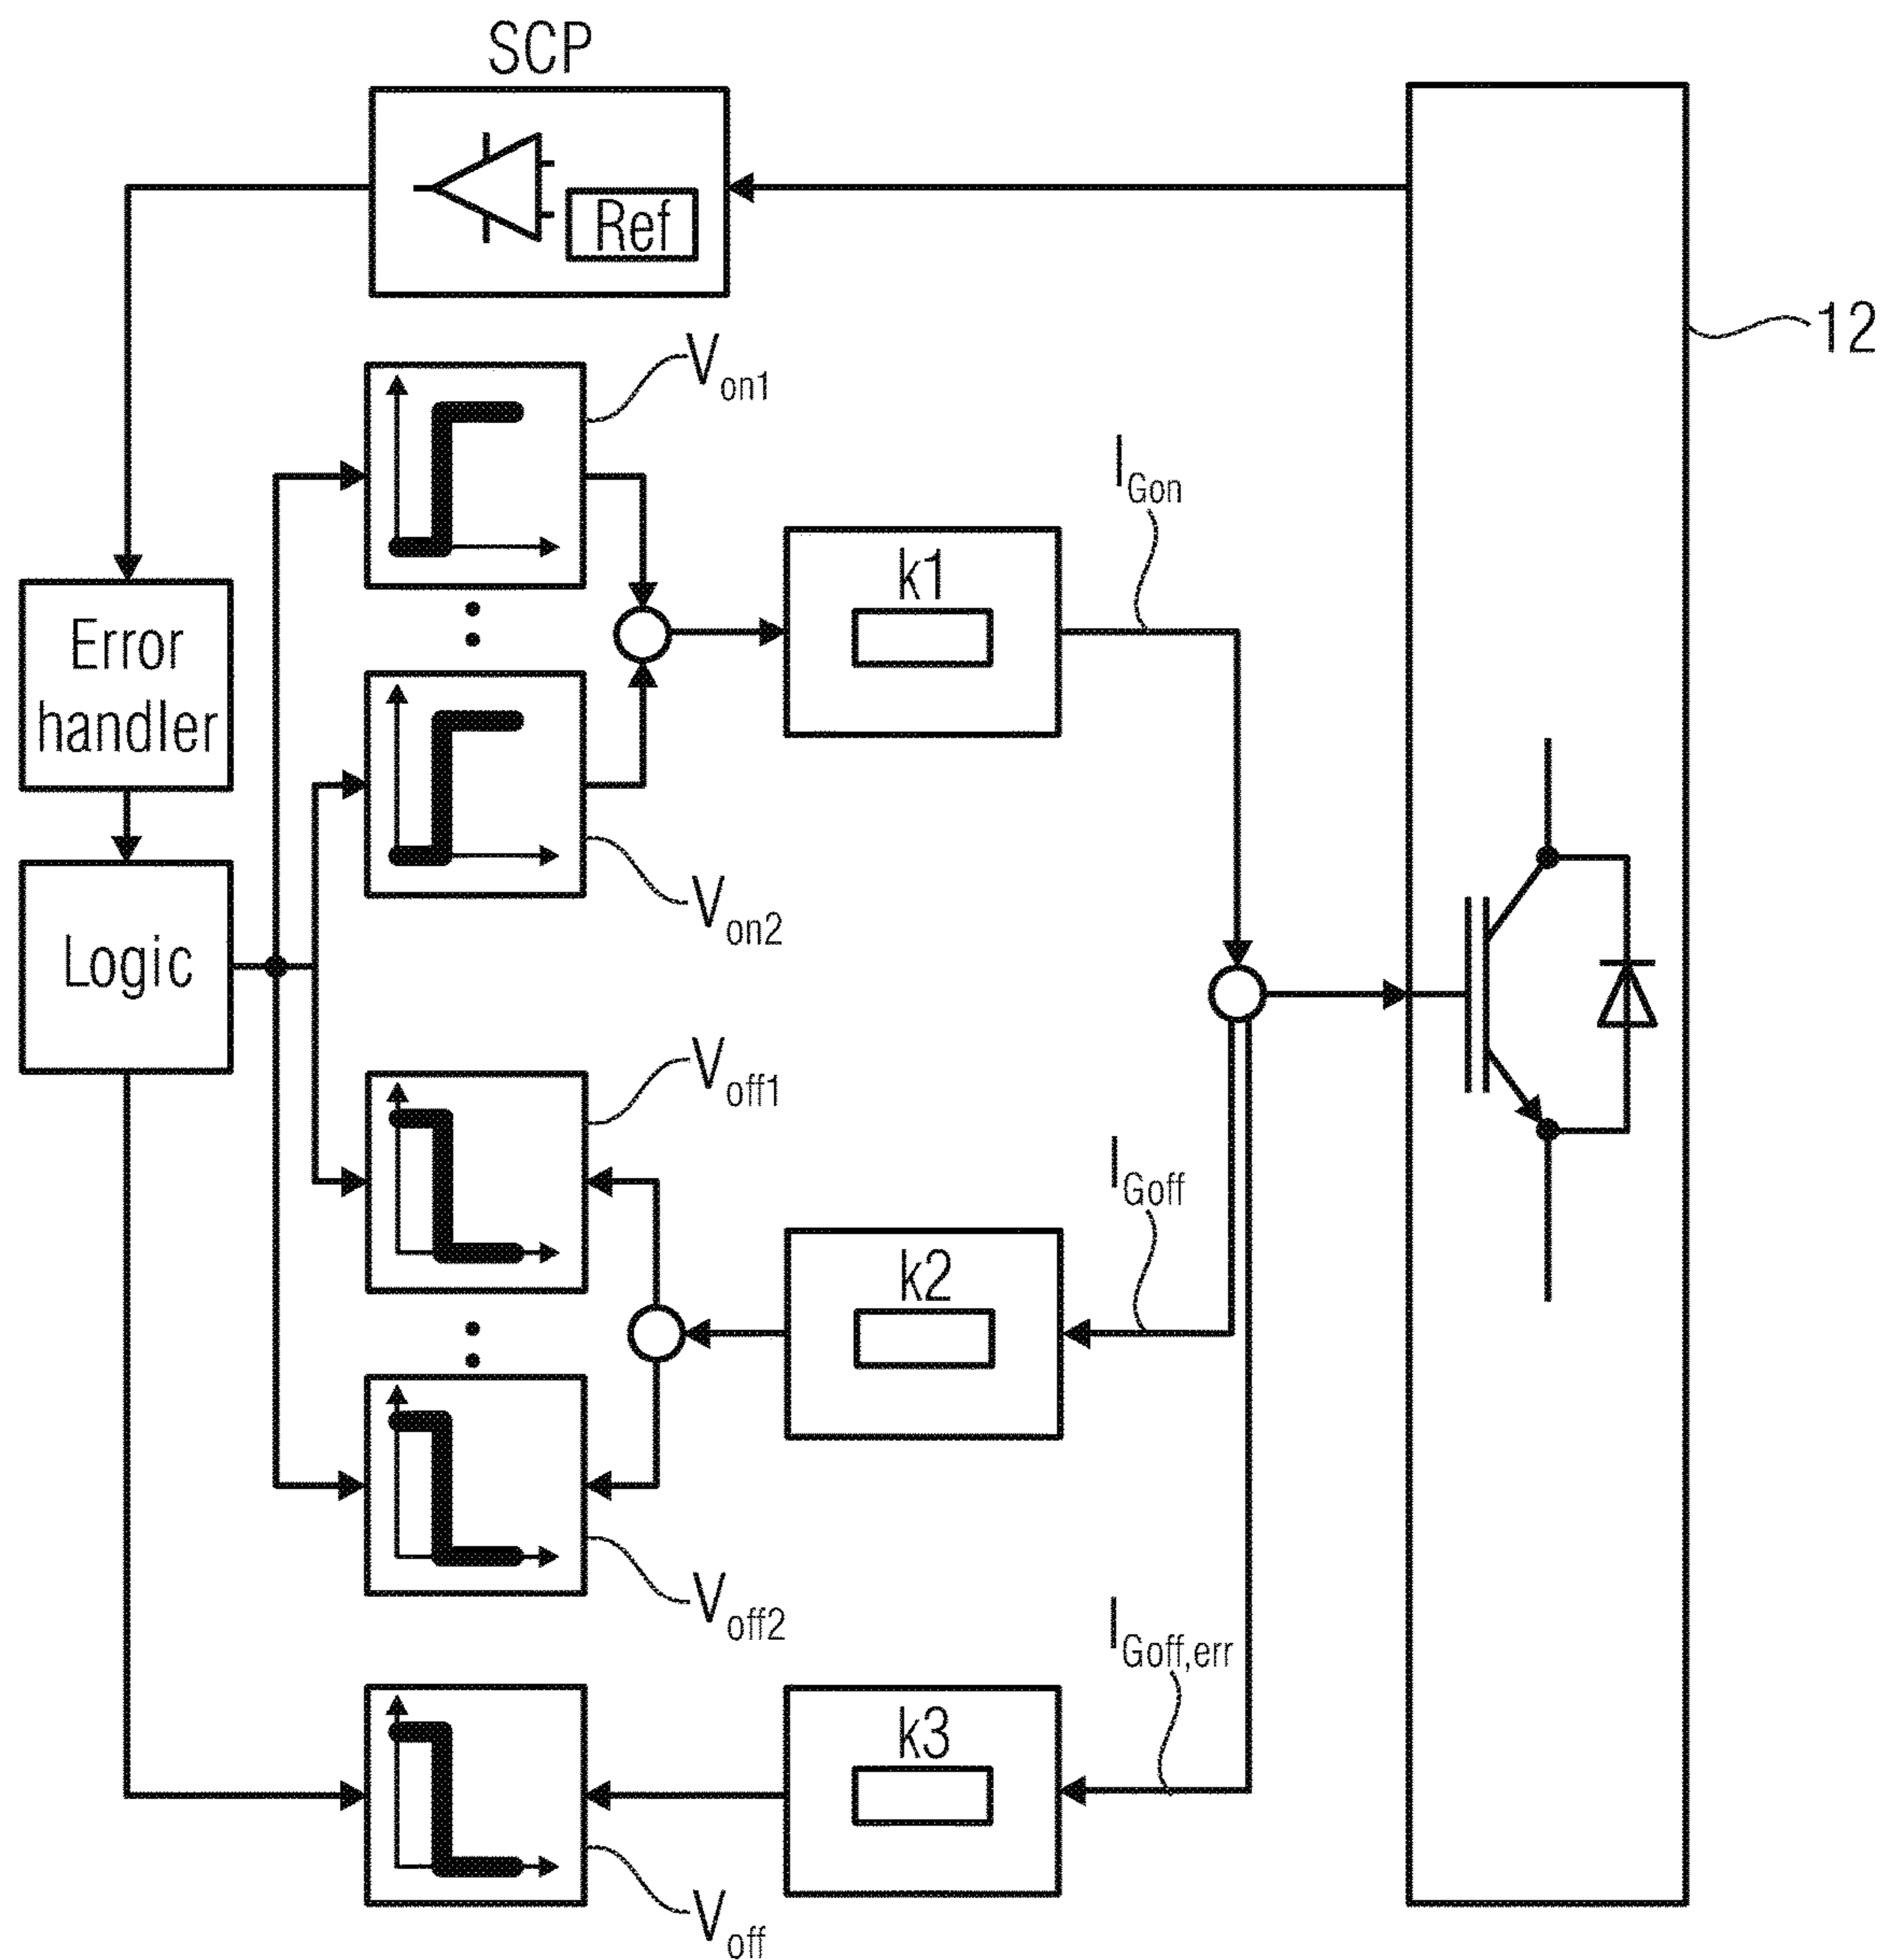 SCP
Ref
12
Von1
IGon
k1
Error
handler
Von2
Logic
Voff1
IGoff
k2
Voff2
IGoff,err
k3
Voff